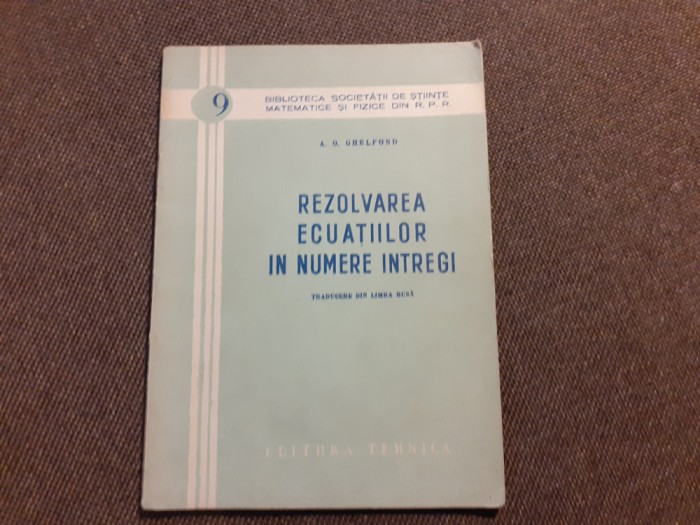 9
BIBLIOTECA SOCIETĂȚII DE ȘTIINȚE
MATEMATICE ȘI FIZICE DIN R. P. R.
A. O. GHELFOND
REZOLVAREA
ECUAȚIILOR
IN NUMERE INTREGI
TRADUCERE DIN LIMBA RUSĂ
EDITURA TEHNICA